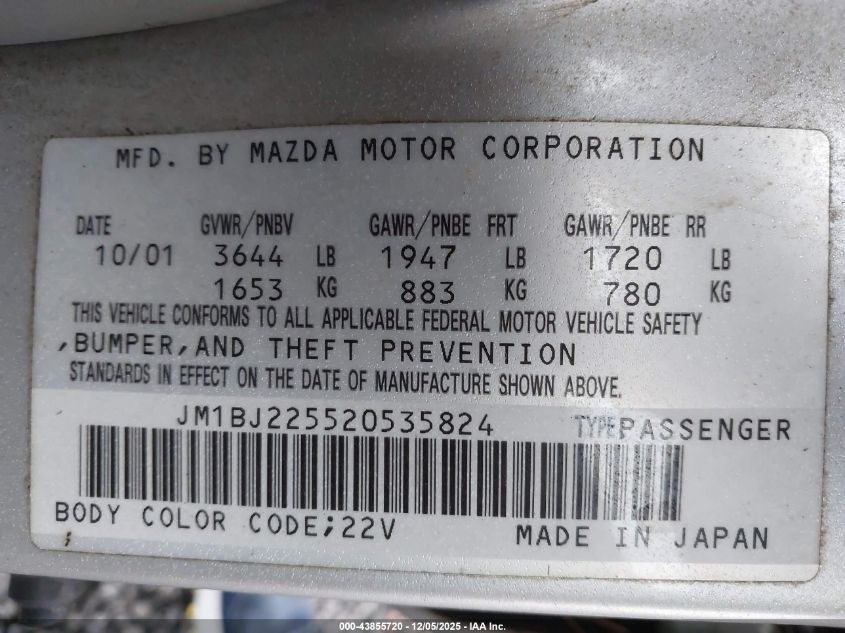 MFD. BY MAZDA MOTOR CORPORATION
DATE GVWR/PNBV GAWR/PNBE FRT GAWR/PNBE RR
10/01 3644 LB 1947 LB 1720 LB
1653 KG 883 KG 780 KG
THIS VEHICLE CONFORMS TO ALL APPLICABLE FEDERAL MOTOR VEHICLE SAFETY
,BUMPER,AND THEFT PREVENTION
STANDARDS IN EFFECT ON THE DATE OF MANUFACTURE SHOWN ABOVE.
JM1BJ225520535824 TYPE PASSENGER
BODY COLOR CODE;22V
MADE IN JAPAN
;
000-43855720 - 12/05/2025 - IAA Inc.